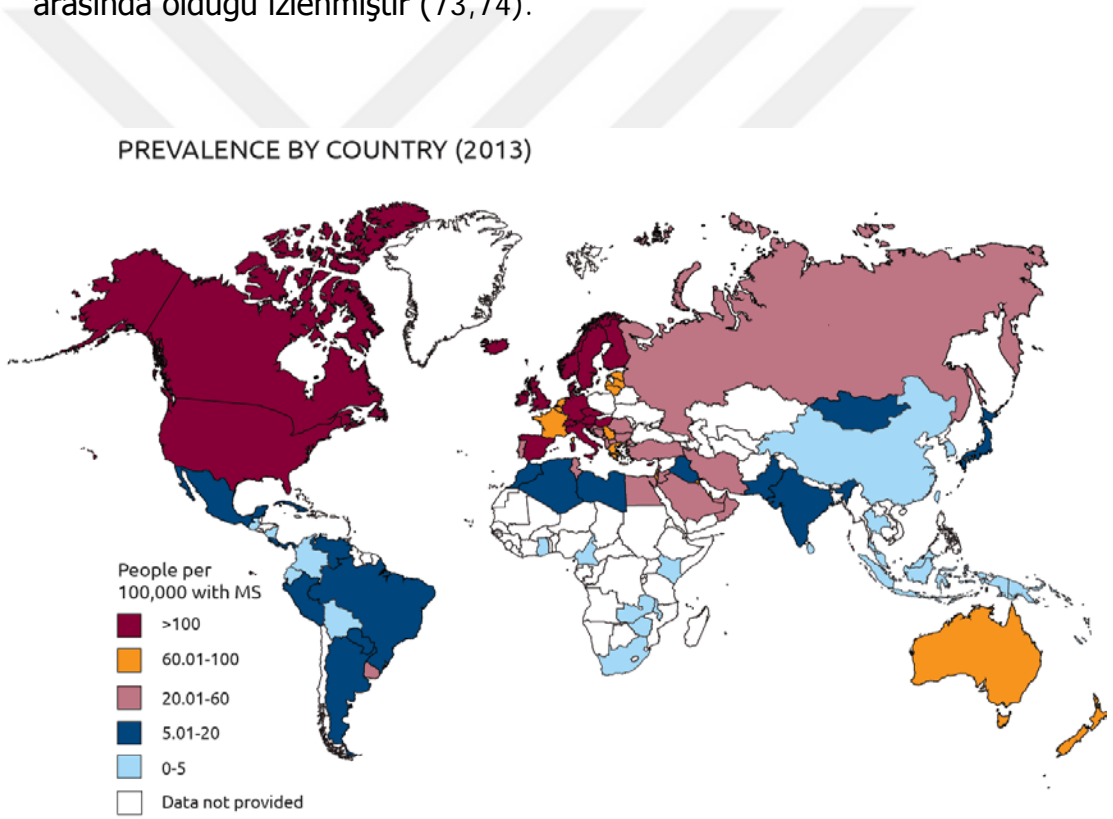 arasında olduğu izlenmiştir (73,74).
PREVALENCE BY COUNTRY (2013)
People per
100,000 with MS
>100
60.01-100
20.01-60
5.01-20
0-5
Data not provided